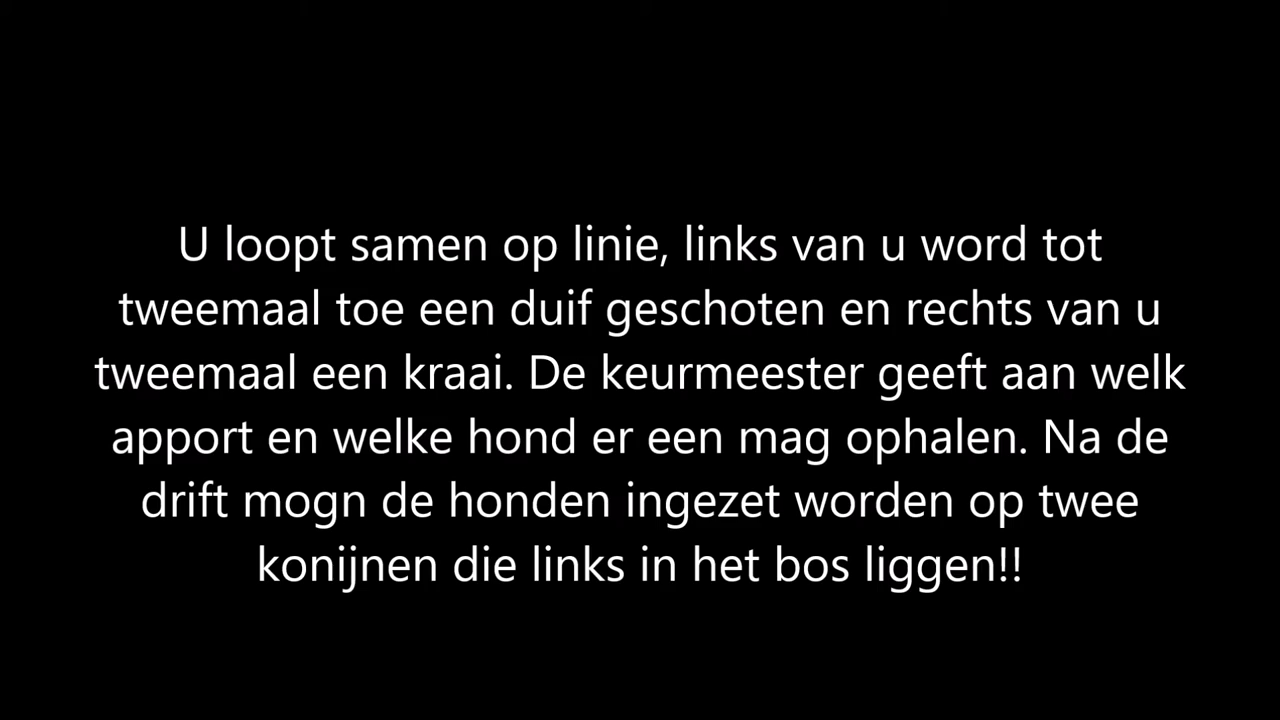 U loopt samen op linie, links van u word tot
tweemaal toe een duif geschoten en rechts van u
tweemaal een kraai. De keurmeester geeft aan welk
apport en welke hond er een mag ophalen. Na de
drift mogn de honden ingezet worden op twee
konijnen die links in het bos liggen!!